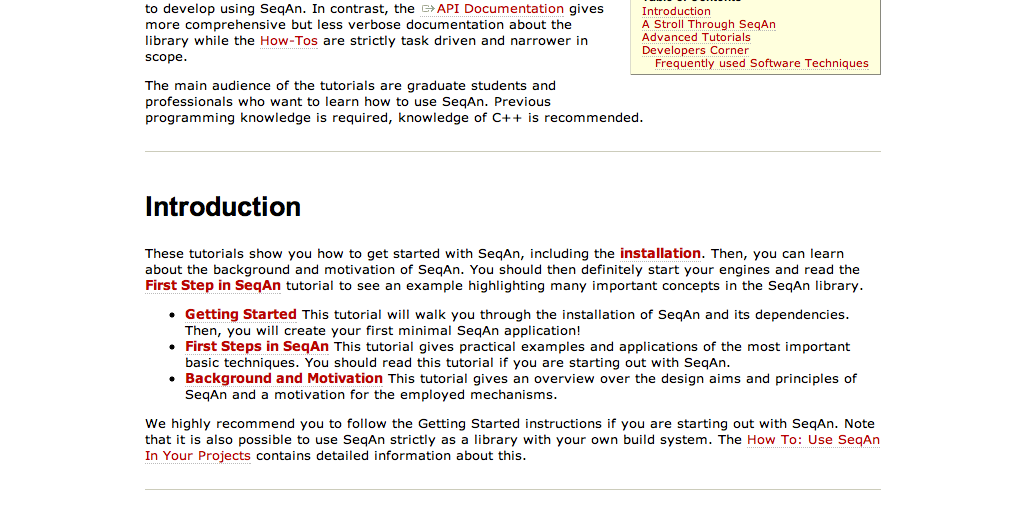 to develop using SeqAn. In contrast, the API Documentation gives
more comprehensive but less verbose documentation about the
library while the How-Tos are strictly task driven and narrower in
scope.
Introduction
A Stroll Through SeqAn
Advanced Tutorials
Developers Corner
Frequently used Software Techniques
The main audience of the tutorials are graduate students and
professionals who want to learn how to use SeqAn. Previous
programming knowledge is required, knowledge of C++ is recommended.
Introduction
These tutorials show you how to get started with SeqAn, including the installation. Then, you can learn
about the background and motivation of SeqAn. You should then definitely start your engines and read the
First Step in SeqAn tutorial to see an example highlighting many important concepts in the SeqAn library.
• Getting Started This tutorial will walk you through the installation of SeqAn and its dependencies.
Then, you will create your first minimal SeqAn application!
• First Steps in SeqAn This tutorial gives practical examples and applications of the most important
basic techniques. You should read this tutorial if you are starting out with SeqAn.
• Background and Motivation This tutorial gives an overview over the design aims and principles of
SeqAn and a motivation for the employed mechanisms.
We highly recommend you to follow the Getting Started instructions if you are starting out with SeqAn. Note
that it is also possible to use SeqAn strictly as a library with your own build system. The How To: Use SeqAn
In Your Projects contains detailed information about this.